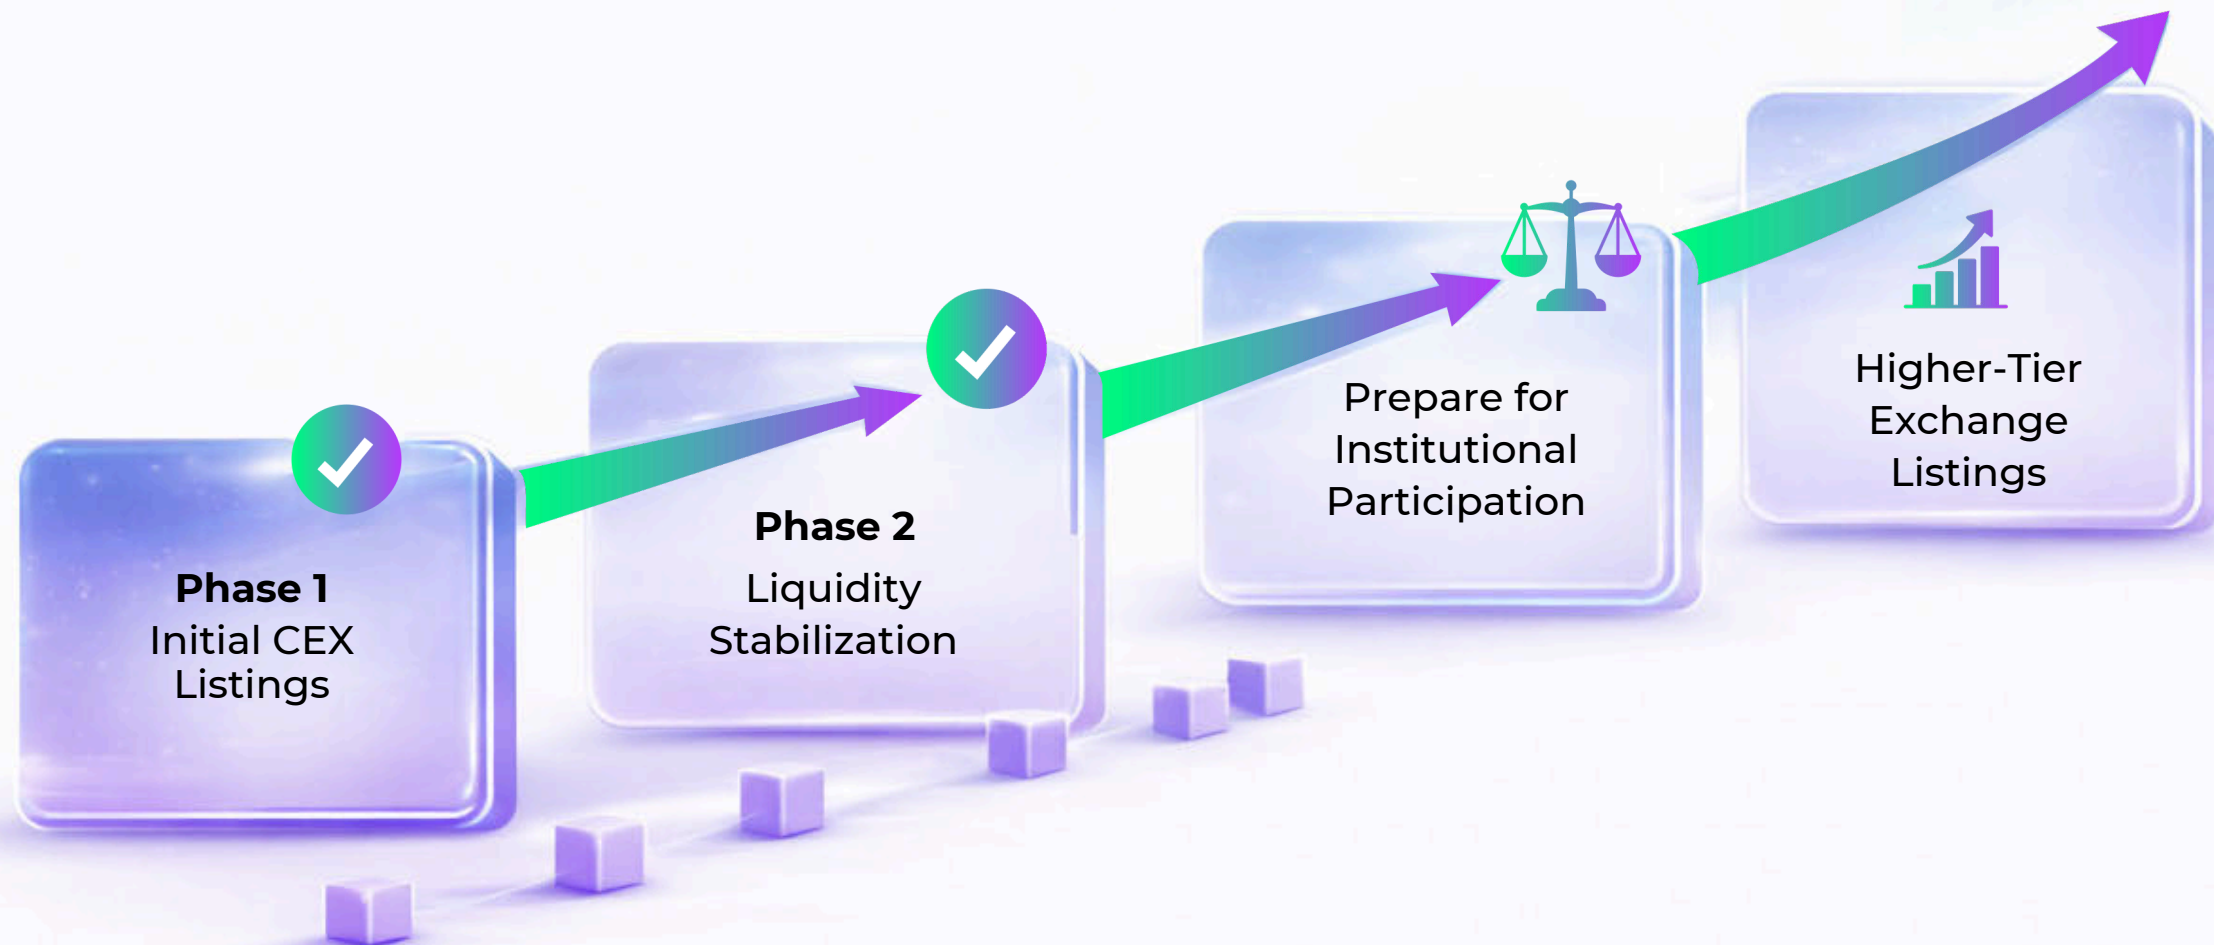 Phase 1
Initial CEX
Listings
Phase 2
Liquidity
Stabilization
Prepare for
Institutional
Participation
Higher-Tier
Exchange
Listings